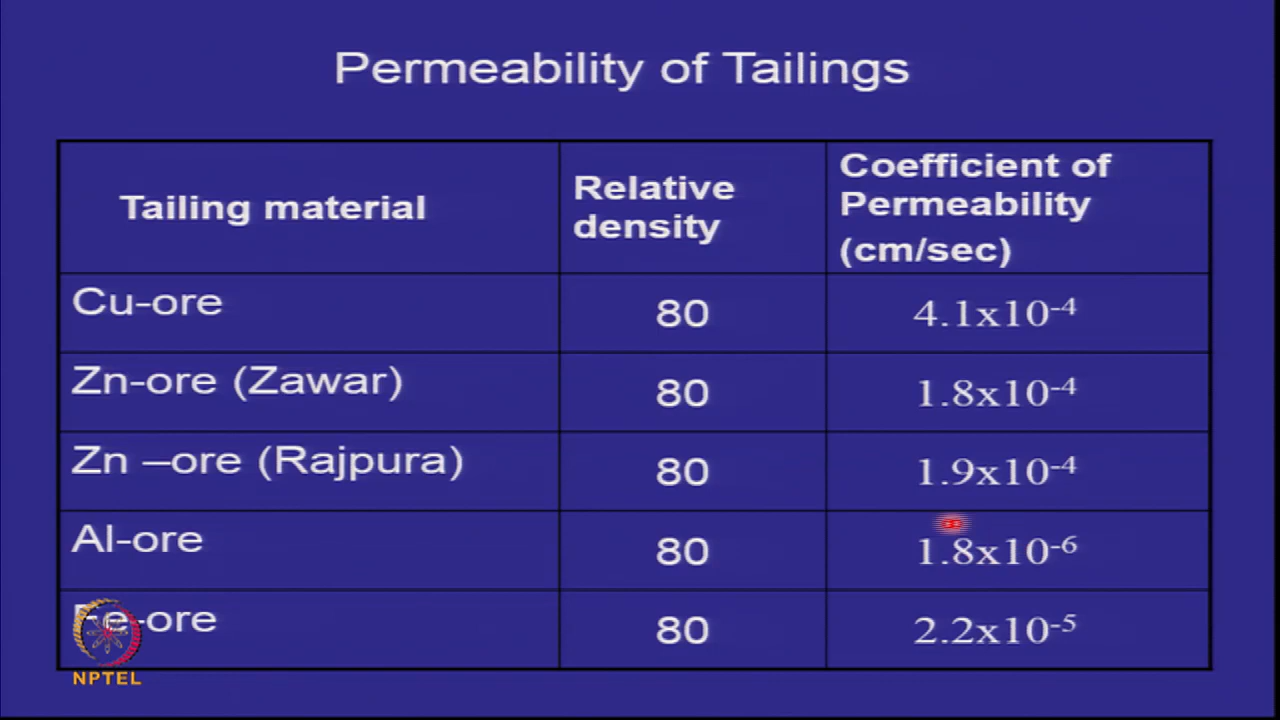 Permeability of Tailings
Tailing material
Relative
density
Coefficient of
Permeability
(cm/sec)
Cu-ore
80
4.1x10⁻⁴
Zn-ore (Zawar)
80
1.8x10⁻⁴
Zn –ore (Rajpura)
80
1.9x10⁻⁴
Al-ore
80
1.8x10⁻⁶
Fe-ore
80
2.2x10⁻⁵
NPTEL